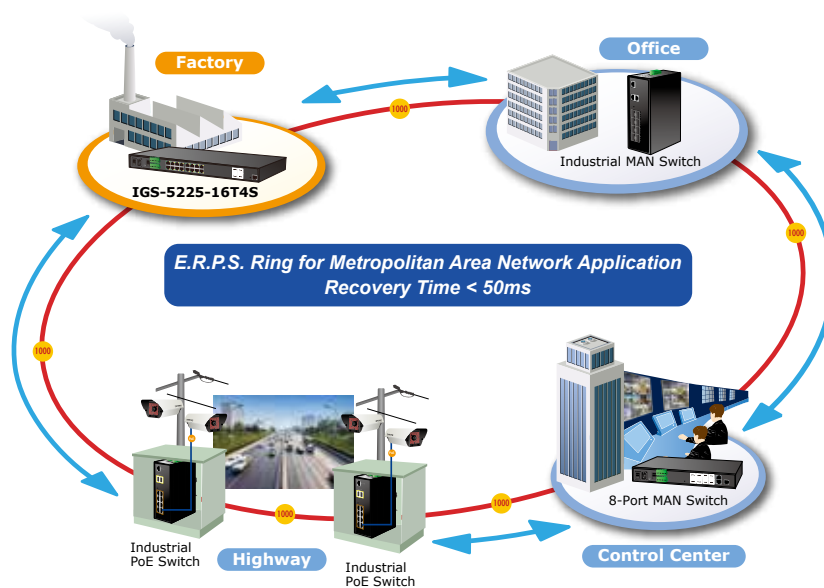 Factory
Office
1000
Industrial MAN Switch
IGS-5225-16T4S
1000
E.R.P.S. Ring for Metropolitan Area Network Application
Recovery Time < 50ms
1000
8-Port MAN Switch
1000
1000
Industrial
PoE Switch
Highway
Industrial
PoE Switch
Control Center